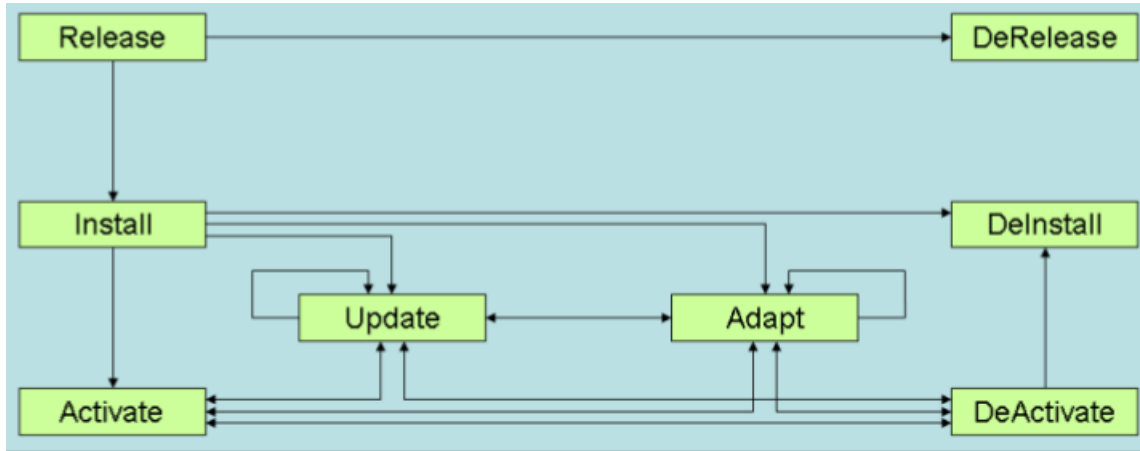 Release
DeRelease
Install
DeInstall
Update
Adapt
Activate
DeActivate